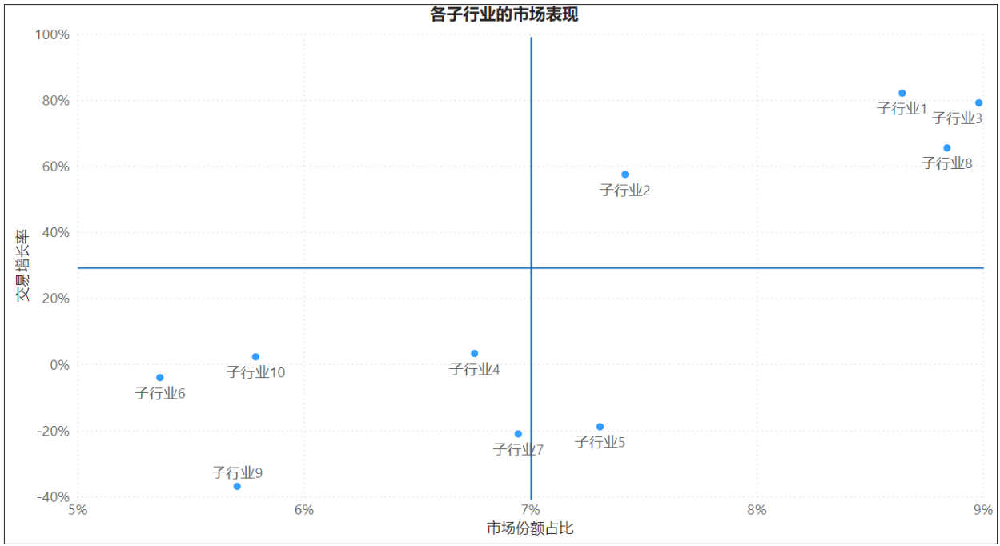 各子行业的市场表现
100%
80%
60%
40%
20%
0%
-20%
-40%
交易增长率
子行业1
子行业3
子行业8
子行业2
子行业10
子行业4
子行业6
子行业7
子行业5
子行业9
5%
6%
7%
8%
9%
市场份额占比